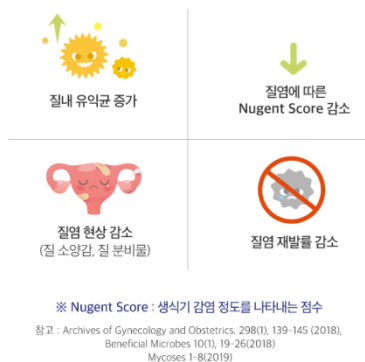 질내 유익균 증가
질염에 따른
Nugent Score 감소
질염 현상 감소
(질 소양감, 질 분비물)
질염 재발률 감소
※ Nugent Score : 생식기 감염 정도를 나타내는 점수
참고 : Archives of Gynecology and Obstetrics. 298(1), 139-145 (2018),
Beneficial Microbes 10(1), 19-26(2018)
Mycoses 1-8(2019)